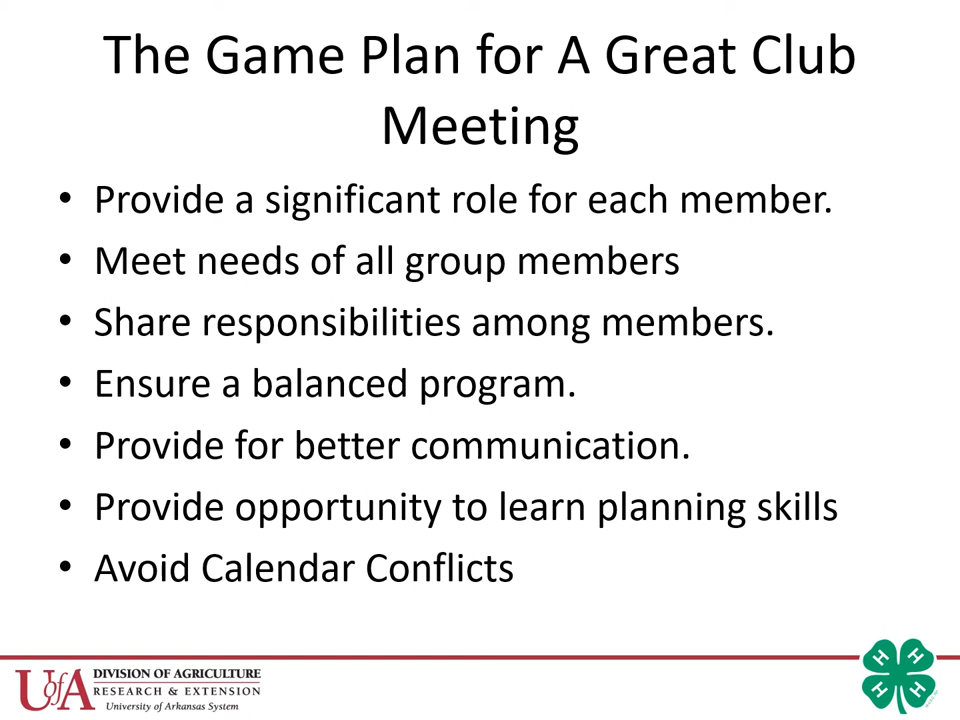 The Game Plan for A Great Club
Meeting
• Provide a significant role for each member.
• Meet needs of all group members
• Share responsibilities among members.
• Ensure a balanced program.
• Provide for better communication.
• Provide opportunity to learn planning skills
• Avoid Calendar Conflicts
UofA DIVISION OF AGRICULTURE
RESEARCH & EXTENSION
University of Arkansas System
H H
H H